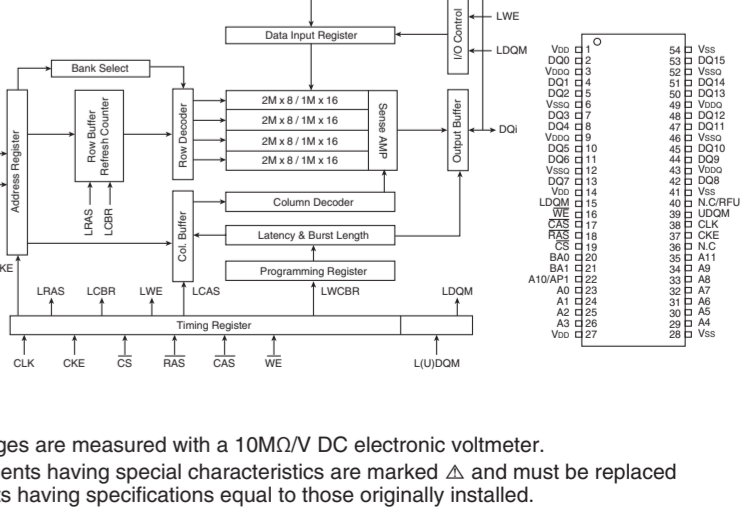 LWE
LDQM
I/O Control
Data Input Register
Bank Select
Address Register
Row Buffer
Refresh Counter
Row Decoder
2M x 8 / 1M x 16
2M x 8 / 1M x 16
2M x 8 / 1M x 16
2M x 8 / 1M x 16
Sense AMP
Output Buffer
DQi
LRAS
LCBR
Col. Buffer
Column Decoder
Latency & Burst Length
Programming Register
LRAS LCBR LWE LCAS LWCBR LDQM
Timing Register
CLK CKE CS RAS CAS WE L(U)DQM
VDD 1 54 VSS
DQ0 2 53 DQ15
VDDQ 3 52 VSSQ
DQ1 4 51 DQ14
DQ2 5 50 DQ13
VSSQ 6 49 VDDQ
DQ3 7 48 DQ12
DQ4 8 47 DQ11
VDDQ 9 46 VSSQ
DQ5 10 45 DQ10
DQ6 11 44 DQ9
VSSQ 12 43 VDDQ
DQ7 13 42 DQ8
VDD 14 41 VSS
LDQM 15 40 N.C/RFU
WE 16 39 UDQM
CAS 17 38 CLK
RAS 18 37 CKE
CS 19 36 N.C
BA0 20 35 A11
BA1 21 34 A9
A10/AP1 22 33 A8
A0 23 32 A7
A1 24 31 A6
A2 25 30 A5
A3 26 29 A4
VDD 27 28 VSS
ges are measured with a 10MΩ/V DC electronic voltmeter.
ents having special characteristics are marked ⚠ and must be replaced
ts having specifications equal to those originally installed.